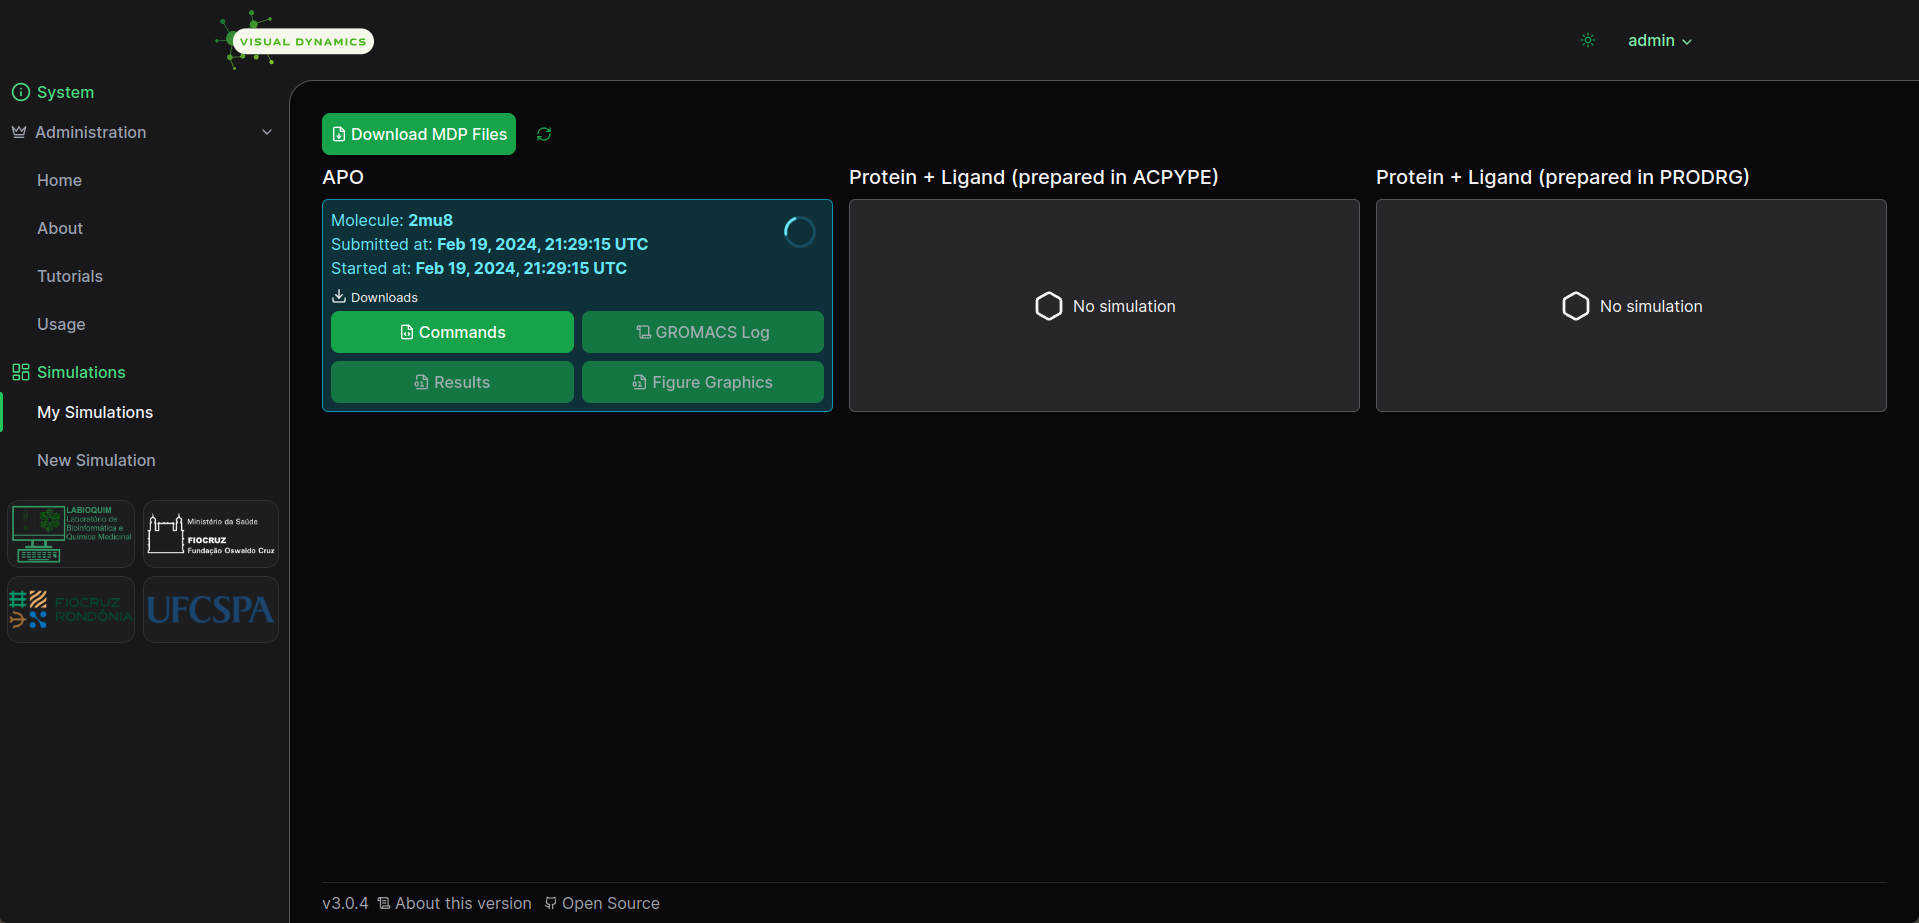 VISUAL DYNAMICS
admin
System
Administration
Home
About
Tutorials
Usage
Simulations
My Simulations
New Simulation
LABIOQUIM
Laboratório de
Bioinformática e
Química Medicinal
Ministério da Saúde
FIOCRUZ
Fundação Oswaldo Cruz
FIOCRUZ
RONDÔNIA
UFCSPA
Download MDP Files
APO
Molecule: 2mu8
Submitted at: Feb 19, 2024, 21:29:15 UTC
Started at: Feb 19, 2024, 21:29:15 UTC
Downloads
Commands
GROMACS Log
Results
Figure Graphics
Protein + Ligand (prepared in ACPYPE)
No simulation
Protein + Ligand (prepared in PRODRG)
No simulation
v3.0.4 About this version Open Source